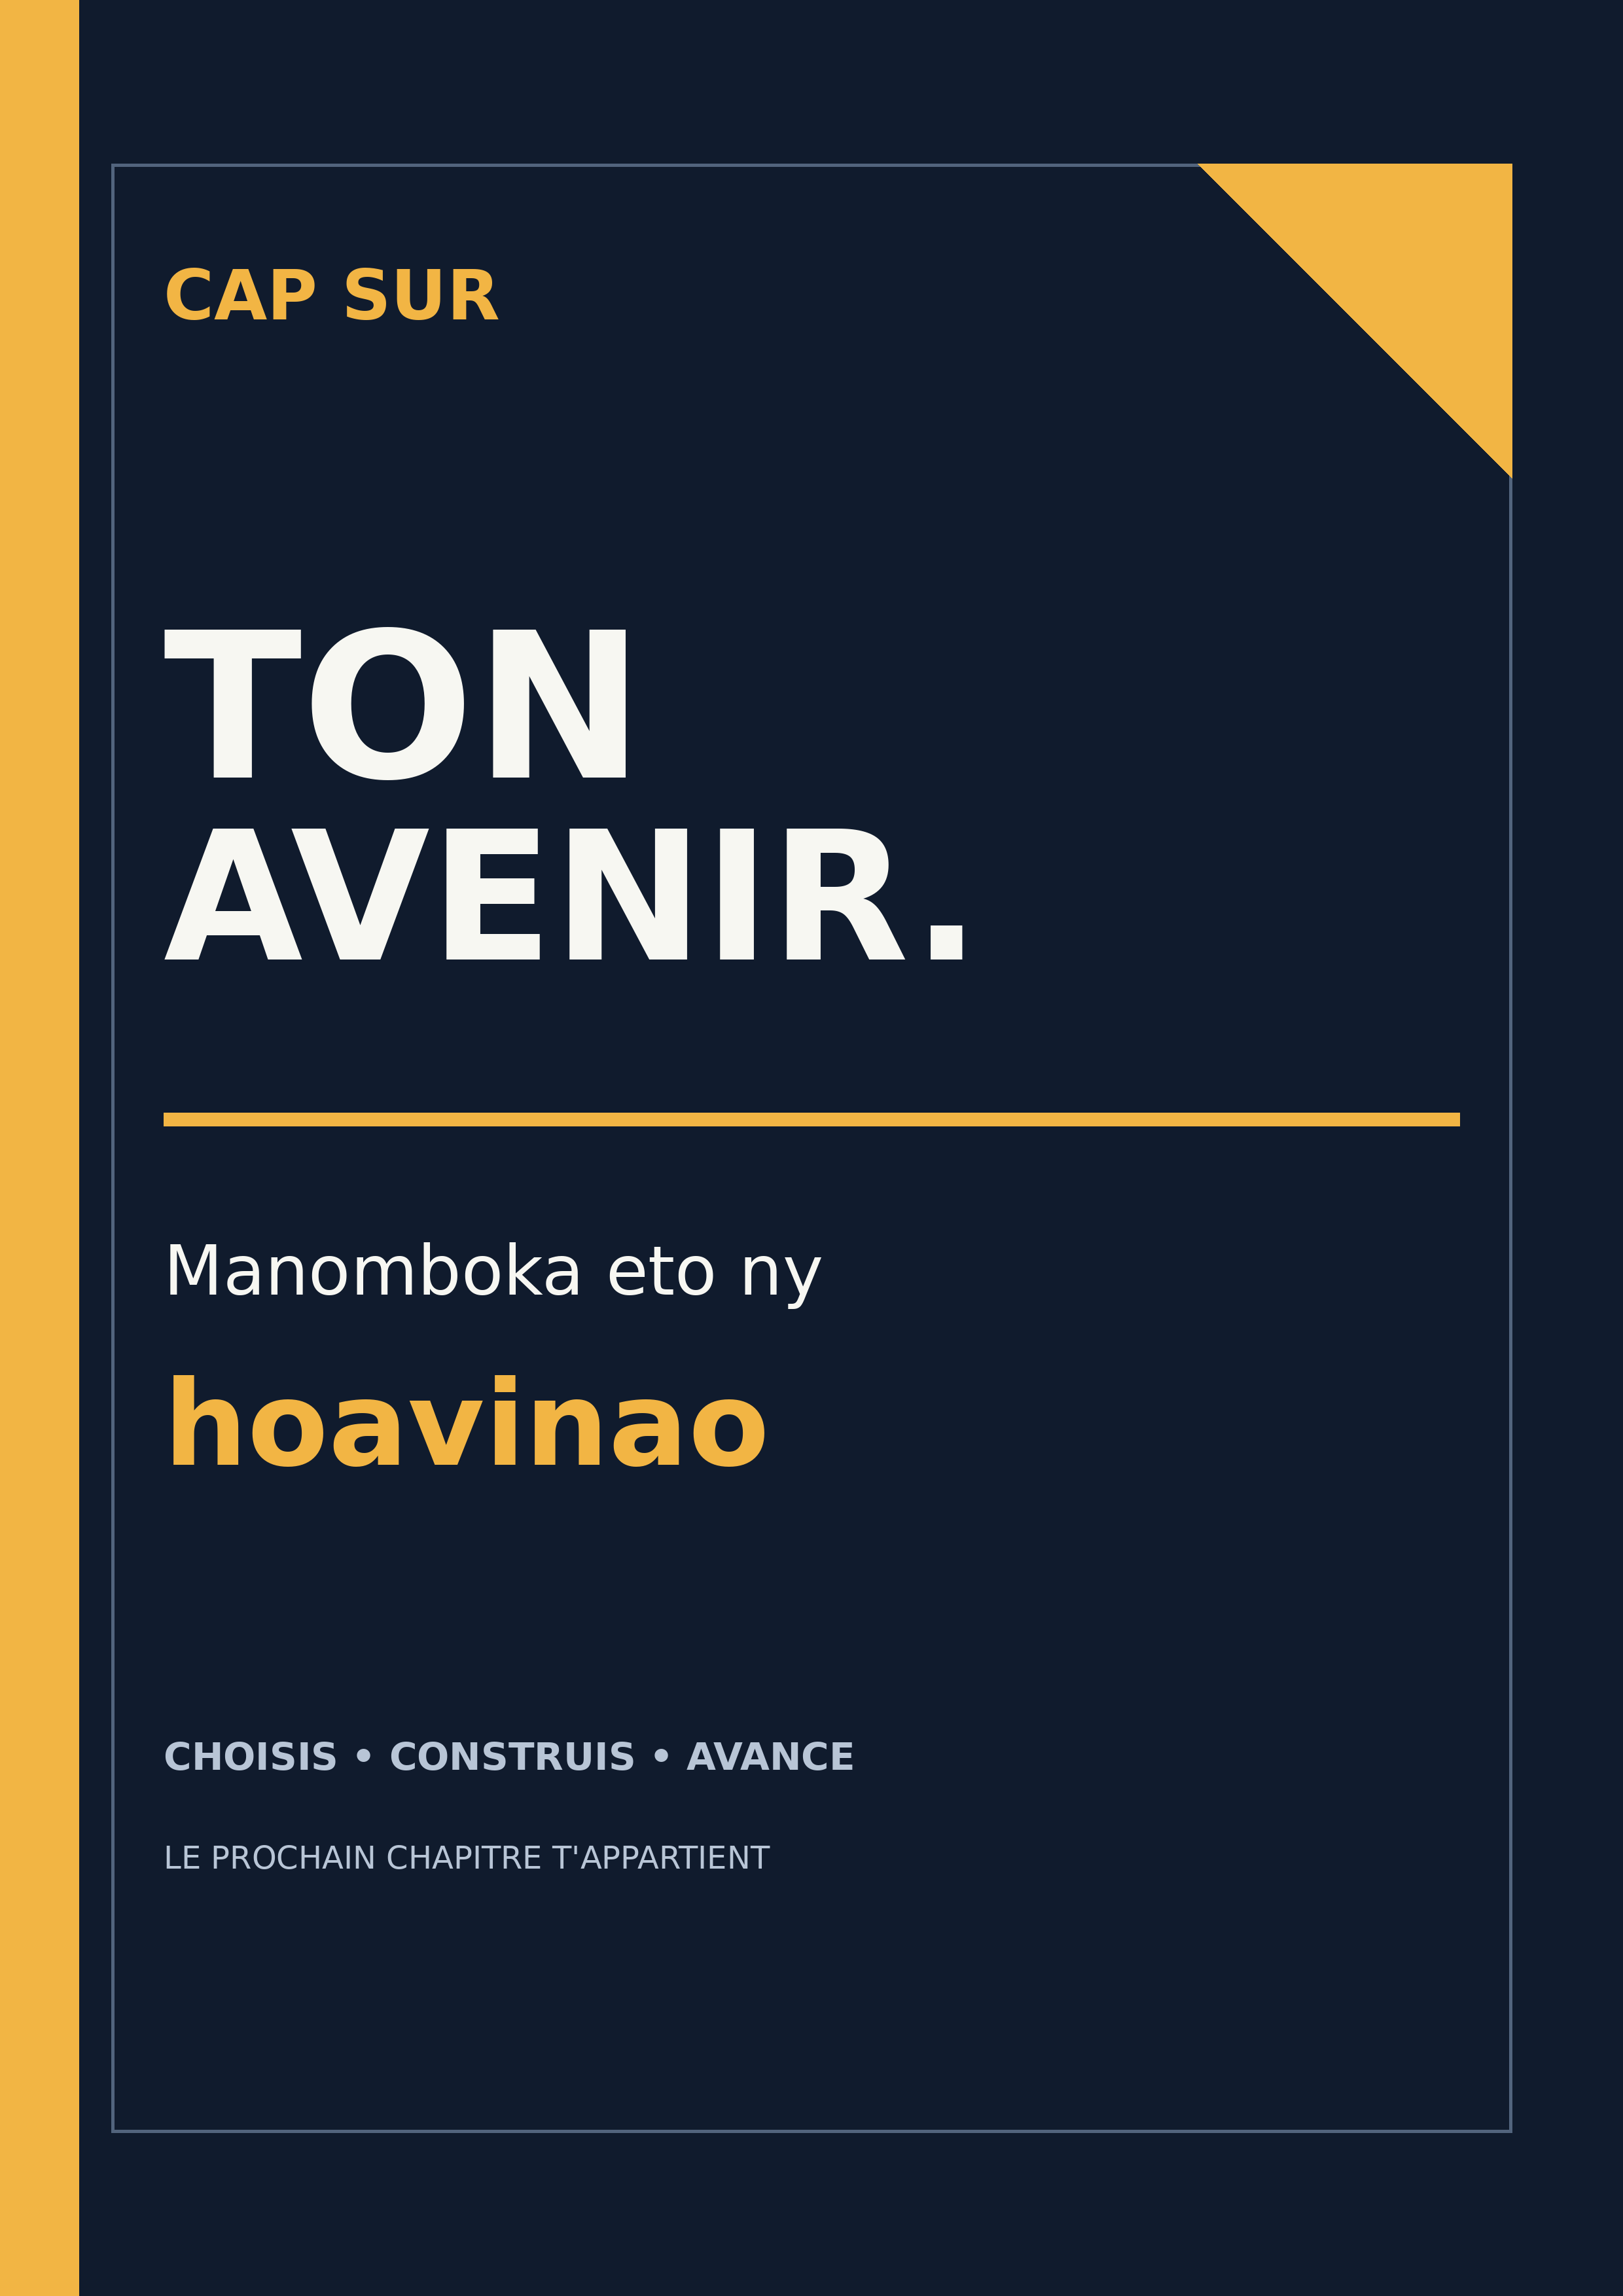 CAP SUR
TON
AVENIR.
Manomboka eto ny
hoavinao
CHOISIS • CONSTRUIS • AVANCE
LE PROCHAIN CHAPITRE T'APPARTIENT